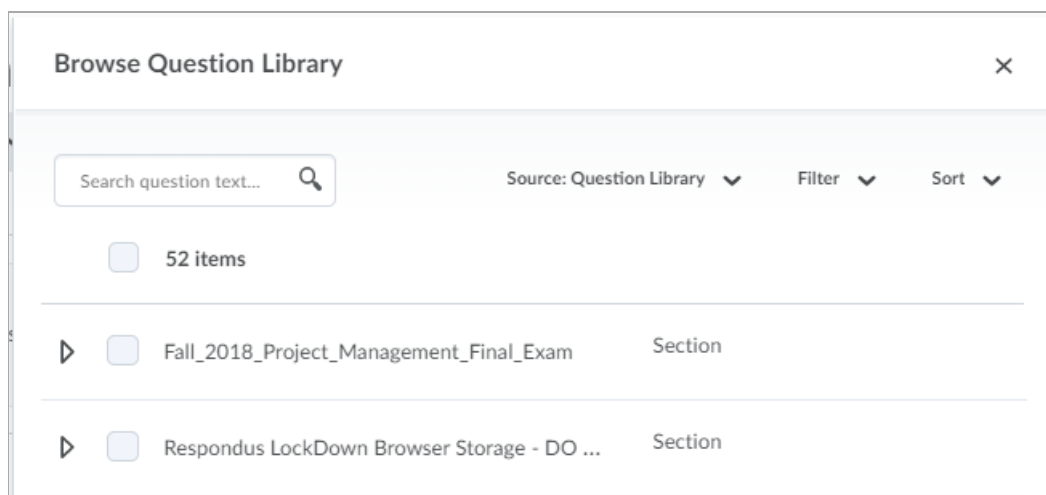 Browse Question Library
Search question text...
Source: Question Library
Filter
Sort
52 items
Fall_2018_Project_Management_Final_Exam
Section
Respondus LockDown Browser Storage - DO ...
Section